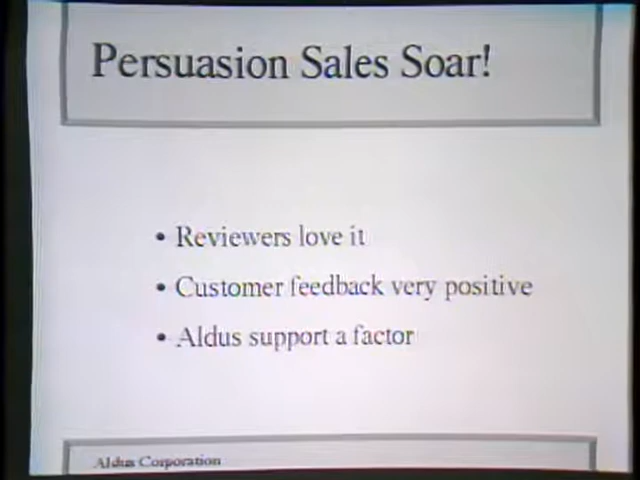 Persuasion Sales Soar!
• Reviewers love it
• Customer feedback very positive
• Aldus support a factor
Aldus Corporation